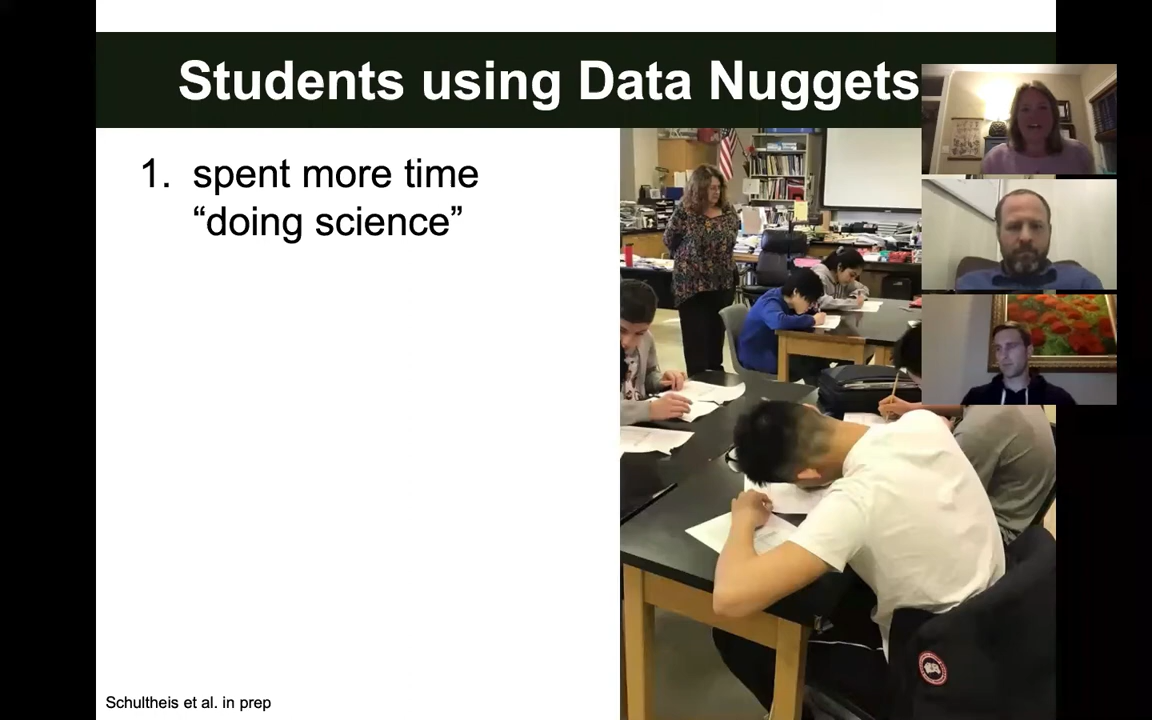 Students using Data Nuggets
1. spent more time
“doing science”
Schultheis et al. in prep